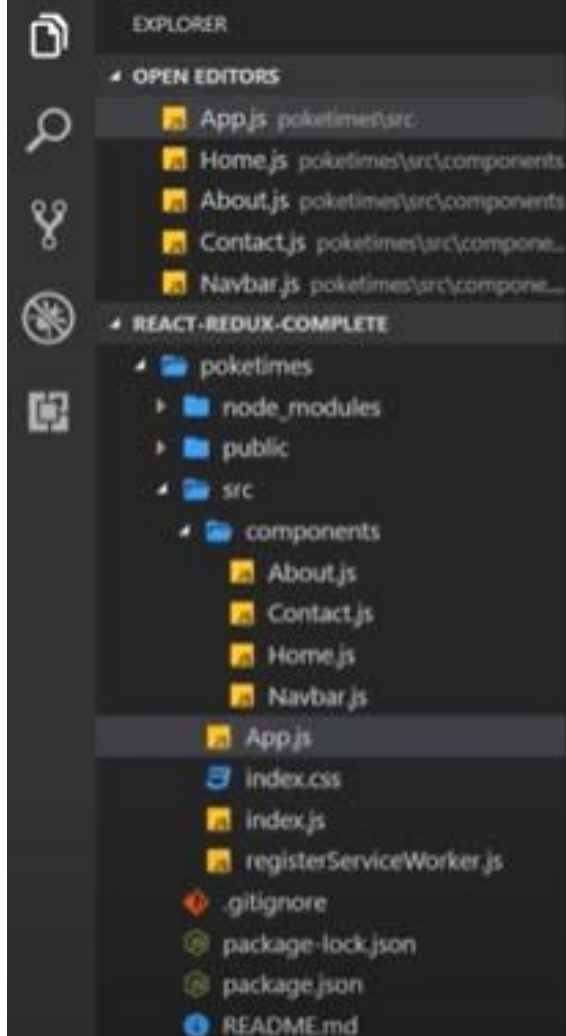 EXPLORER
OPEN EDITORS
App.js poketimes\src
Home.js poketimes\src\components
About.js poketimes\src\components
Contact.js poketimes\src\compone...
Navbar.js poketimes\src\compone...
REACT-REDUX-COMPLETE
poketimes
node_modules
public
src
components
About.js
Contact.js
Home.js
Navbar.js
App.js
index.css
index.js
registerServiceWorker.js
.gitignore
package-lock.json
package.json
README.md